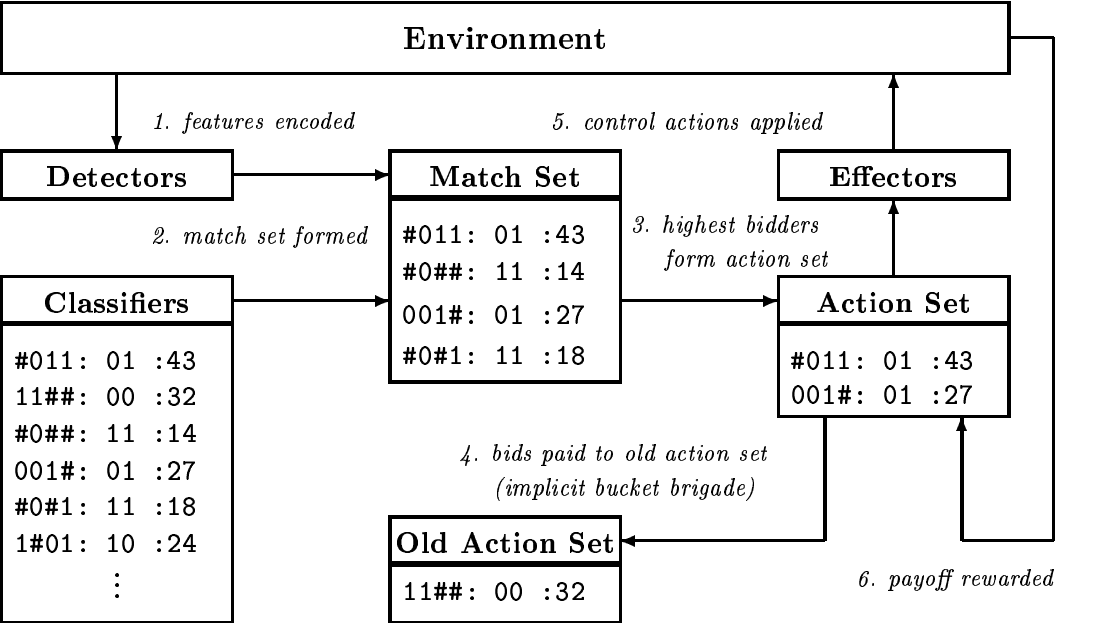 Environment
1. features encoded
5. control actions applied
Detectors
Match Set
Effectors
2. match set formed
#011: 01 :43
#0##: 11 :14
001#: 01 :27
#0#1: 11 :18
3. highest bidders
form action set
Classifiers
#011: 01 :43
11##: 00 :32
#0##: 11 :14
001#: 01 :27
#0#1: 11 :18
1#01: 10 :24
⋮
Action Set
#011: 01 :43
001#: 01 :27
4. bids paid to old action set
(implicit bucket brigade)
Old Action Set
11##: 00 :32
6. payoff rewarded